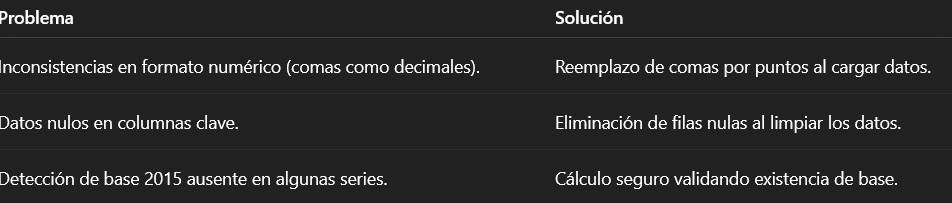 Problema Solución
Inconsistencias en formato numérico (comas como decimales). Reemplazo de comas por puntos al cargar datos.
Datos nulos en columnas clave. Eliminación de filas nulas al limpiar los datos.
Detección de base 2015 ausente en algunas series. Cálculo seguro validando existencia de base.